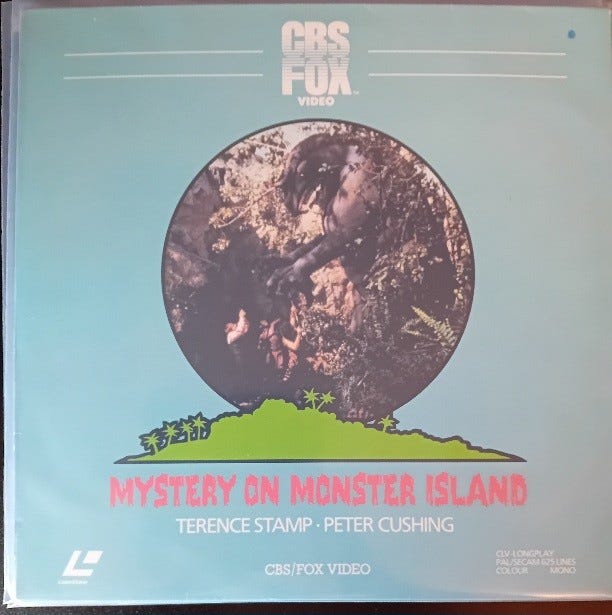 CBS
FOX
VIDEO
MYSTERY ON MONSTER ISLAND
TERENCE STAMP · PETER CUSHING
CBS/FOX VIDEO
CLV-LONGPLAY
PAL/SECAM 625 LINES
COLOUR MONO